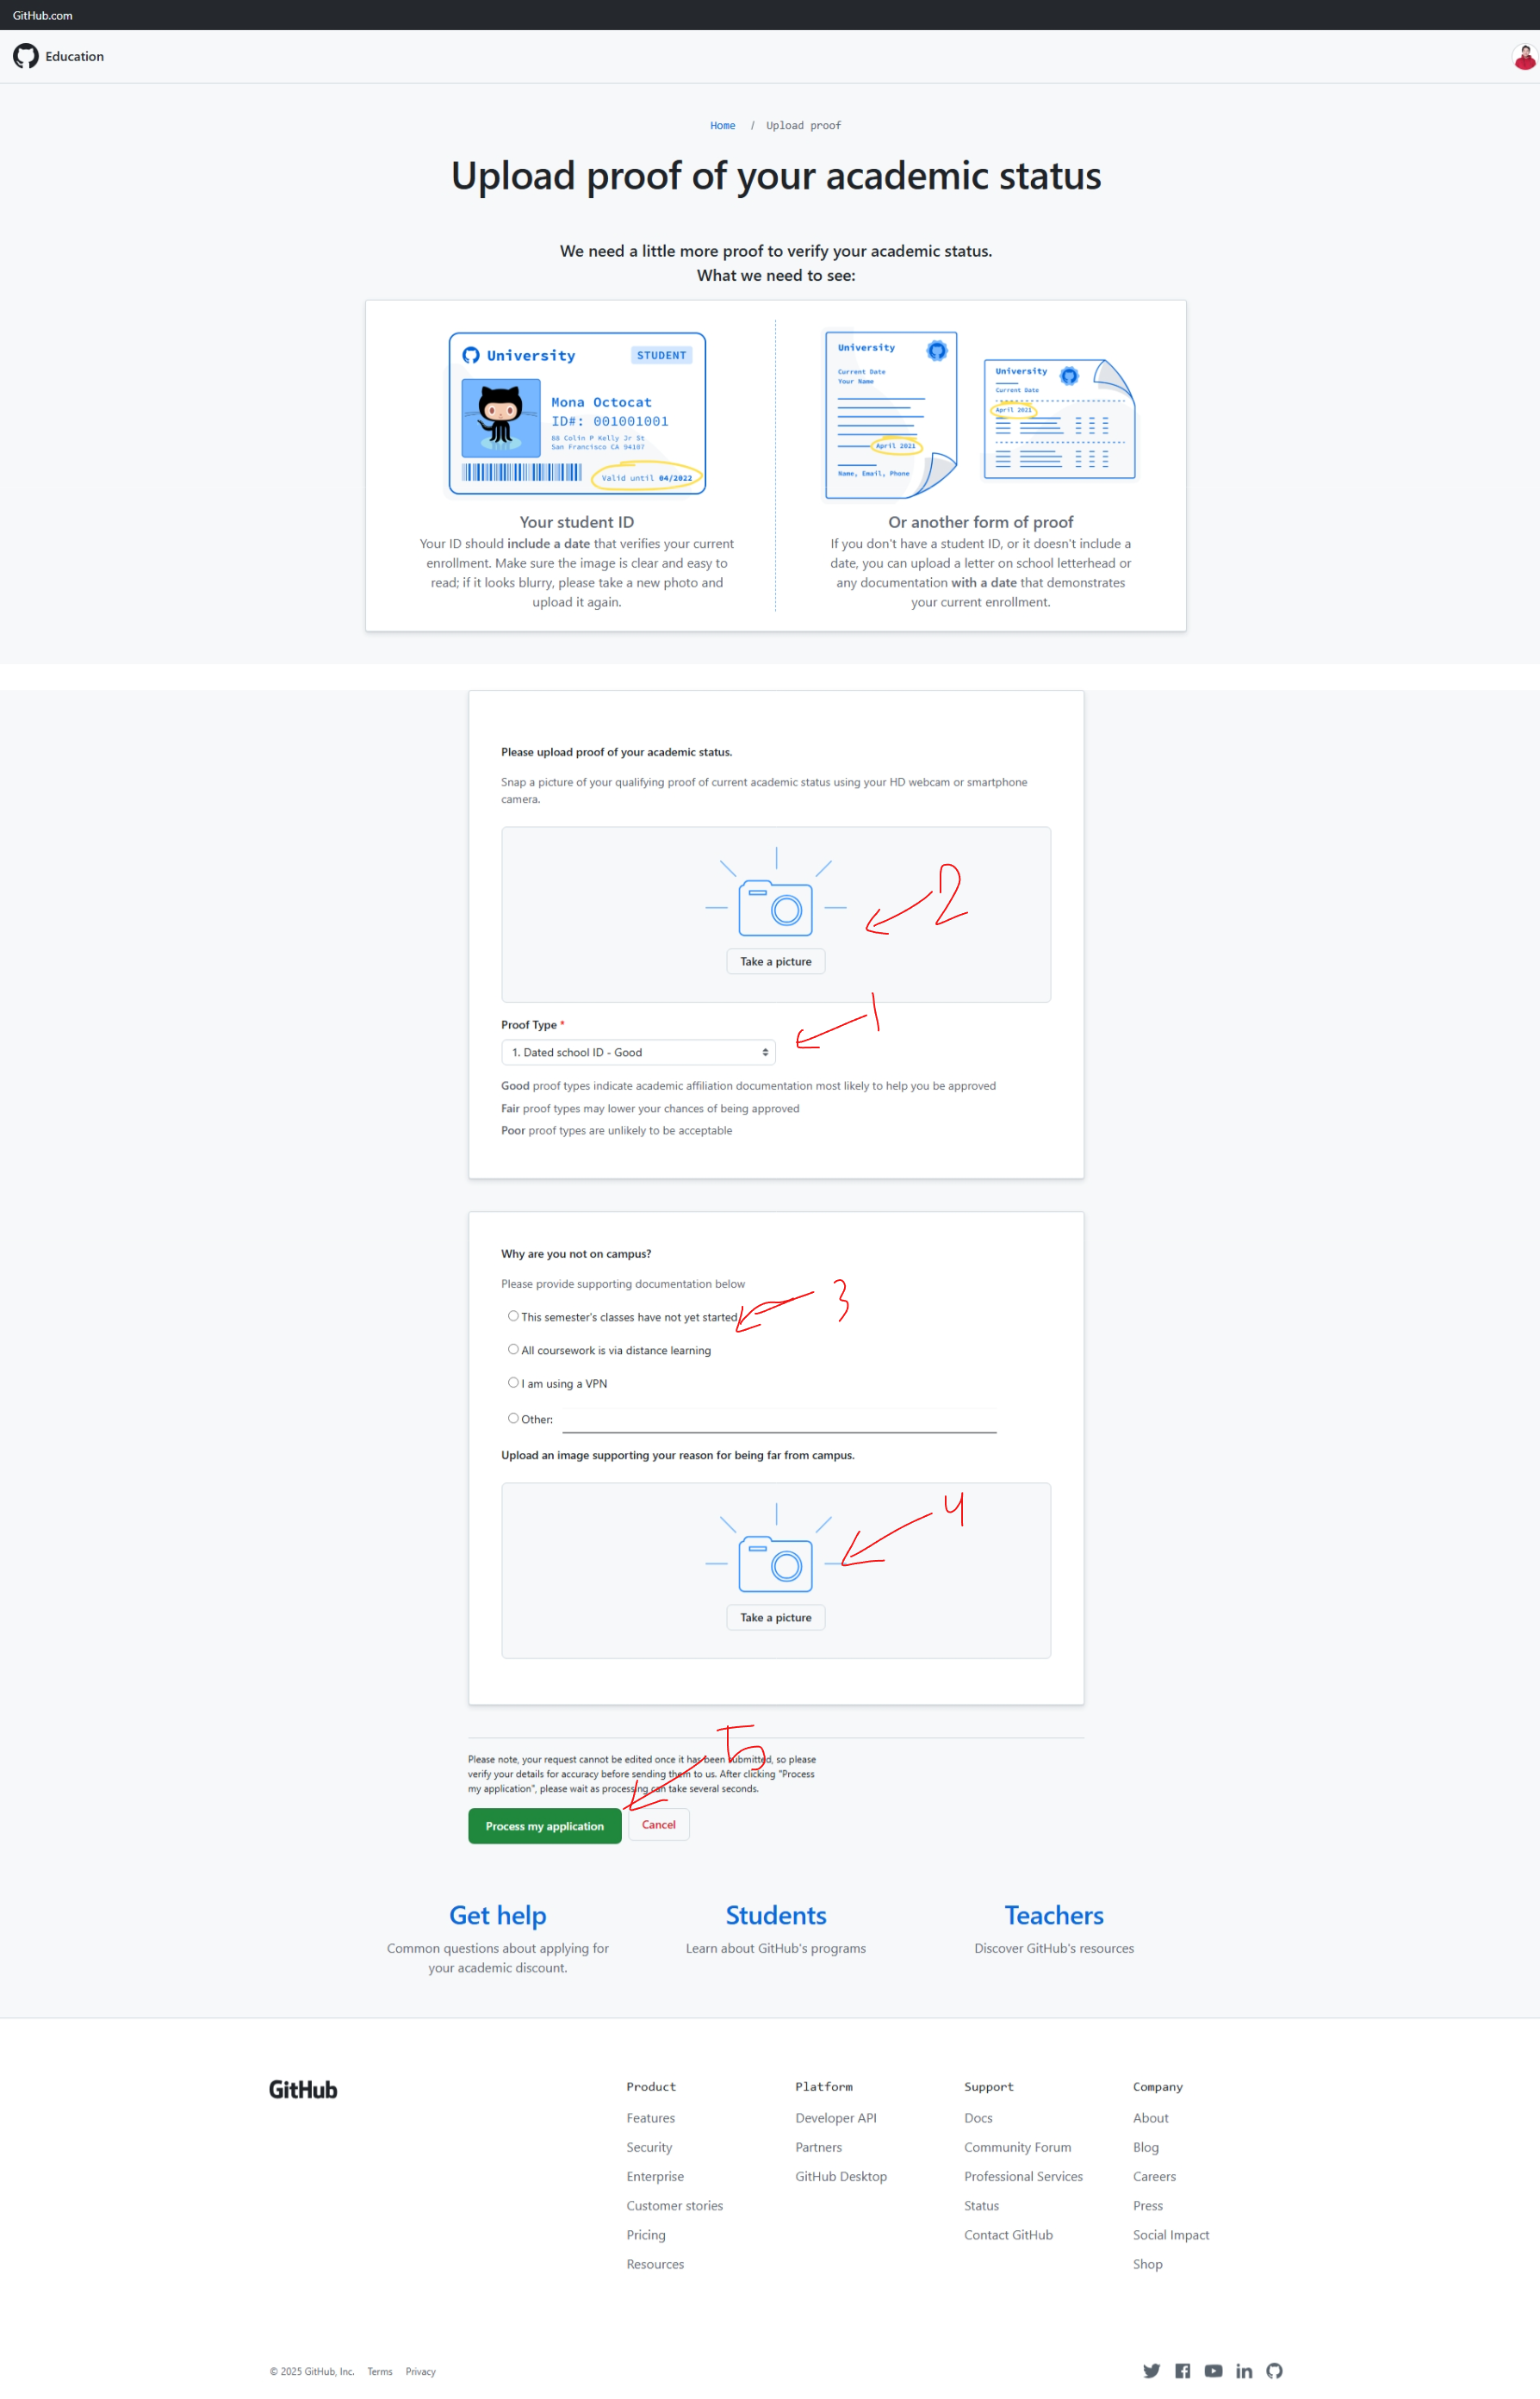 GitHub.com
Education
Home / Upload proof
Upload proof of your academic status
We need a little more proof to verify your academic status.
What we need to see:
University STUDENT
Mona Octocat
ID#: 001001001
88 Colin P Kelly Jr St
San Francisco CA 94107
Valid until 04/2022
Your student ID
Your ID should include a date that verifies your current
enrollment. Make sure the image is clear and easy to
read; if it looks blurry, please take a new photo and
upload it again.
University
Current Date
Your Name
April 2021
Name, Email, Phone
University
Current Date
April 2021
Or another form of proof
If you don't have a student ID, or it doesn't include a
date, you can upload a letter on school letterhead or
any documentation with a date that demonstrates
your current enrollment.
Please upload proof of your academic status.
Snap a picture of your qualifying proof of current academic status using your HD webcam or smartphone
camera.
2
Take a picture
1
Proof Type *
1. Dated school ID - Good
Good proof types indicate academic affiliation documentation most likely to help you be approved
Fair proof types may lower your chances of being approved
Poor proof types are unlikely to be acceptable
Why are you not on campus?
Please provide supporting documentation below
3
This semester's classes have not yet started
All coursework is via distance learning
I am using a VPN
Other:
Upload an image supporting your reason for being far from campus.
4
Take a picture
5
Please note, your request cannot be edited once it has been submitted, so please
verify your details for accuracy before sending them to us. After clicking "Process
my application", please wait as processing can take several seconds.
Process my application Cancel
Get help
Common questions about applying for
your academic discount.
Students
Learn about GitHub's programs
Teachers
Discover GitHub's resources
GitHub
Product
Features
Security
Enterprise
Customer stories
Pricing
Resources
Platform
Developer API
Partners
GitHub Desktop
Support
Docs
Community Forum
Professional Services
Status
Contact GitHub
Company
About
Blog
Careers
Press
Social Impact
Shop
© 2025 GitHub, Inc. Terms Privacy